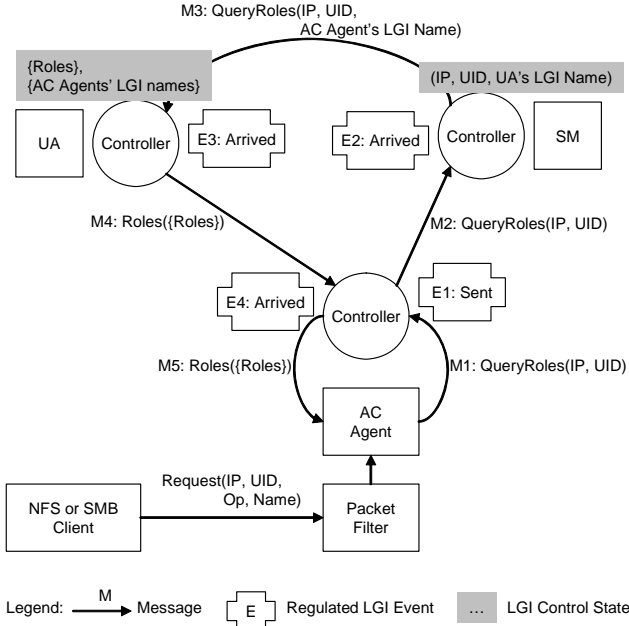 M3: QueryRoles(IP, UID,
AC Agent's LGI Name)
{Roles},
{AC Agents' LGI names}
(IP, UID, UA's LGI Name)
UA
Controller
E3: Arrived
E2: Arrived
Controller
SM
M4: Roles({Roles})
M2: QueryRoles(IP, UID)
E4: Arrived
Controller
E1: Sent
M5: Roles({Roles})
M1: QueryRoles(IP, UID)
AC
Agent
Request(IP, UID,
Op, Name)
NFS or SMB
Client
Packet
Filter
Legend:
M
Message
E
Regulated LGI Event
...
LGI Control State